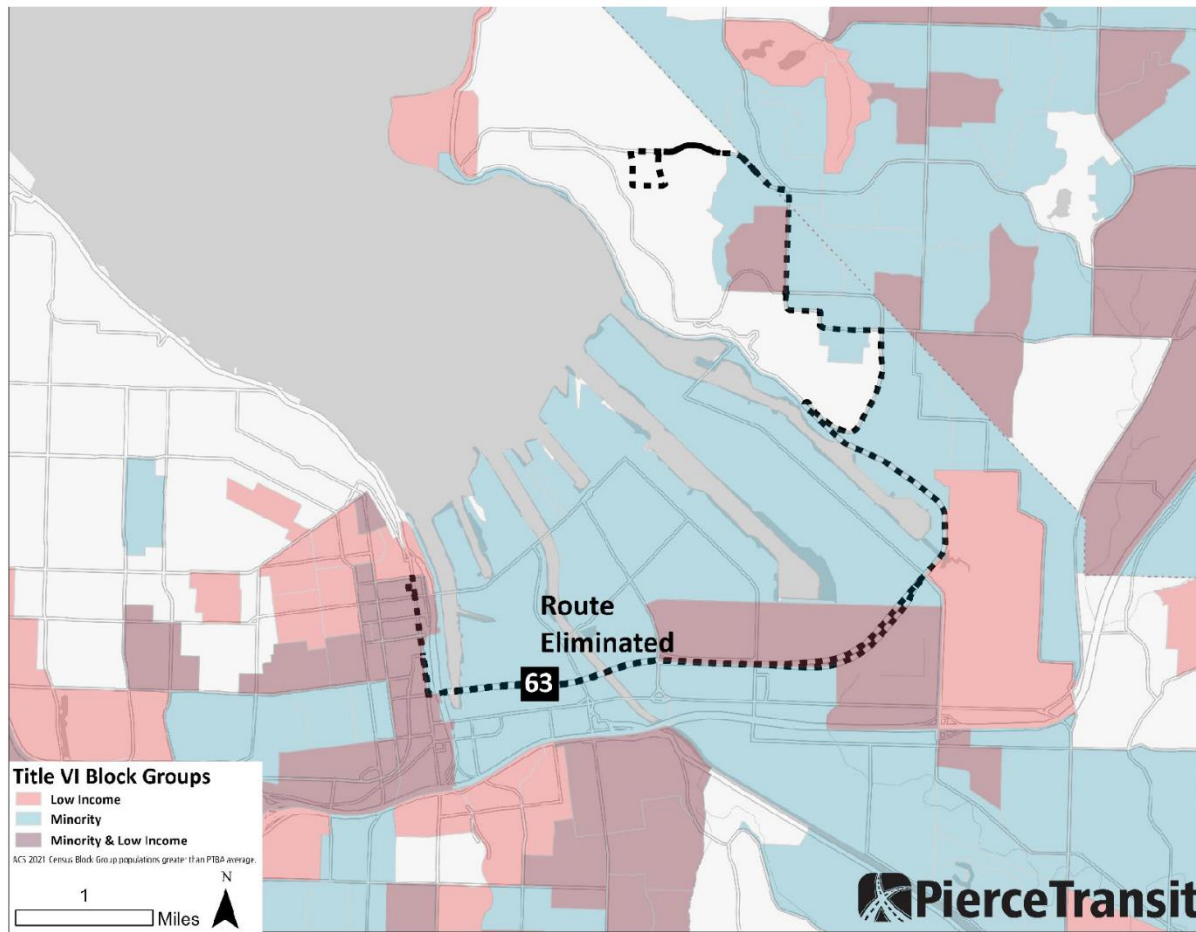 Route
Eliminated
63
Title VI Block Groups
Low Income
Minority
Minority & Low Income
ACS 2021 Census Block Group populations greater than PTBA average.
N
1
Miles
PierceTransit